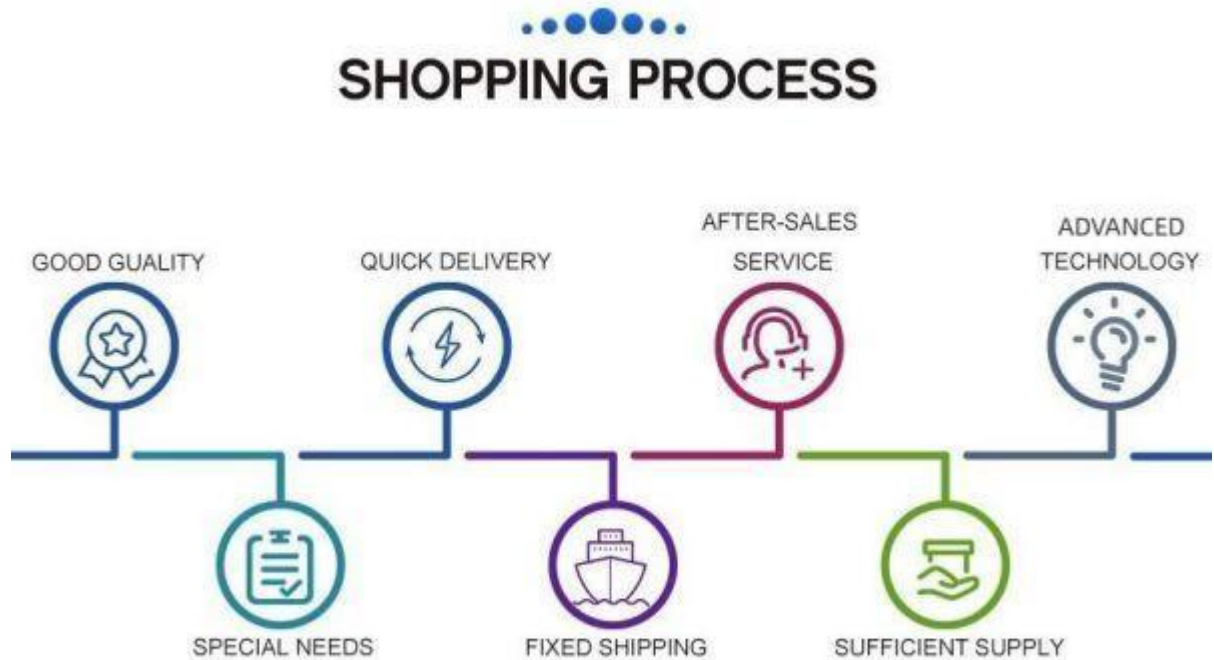 SHOPPING PROCESS
GOOD GUALITY
QUICK DELIVERY
AFTER-SALES
SERVICE
ADVANCED
TECHNOLOGY
SPECIAL NEEDS
FIXED SHIPPING
SUFFICIENT SUPPLY